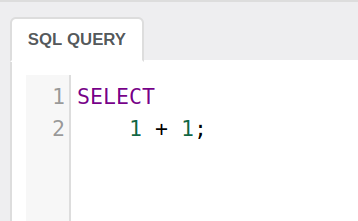 SQL QUERY
1 SELECT
2 1 + 1;